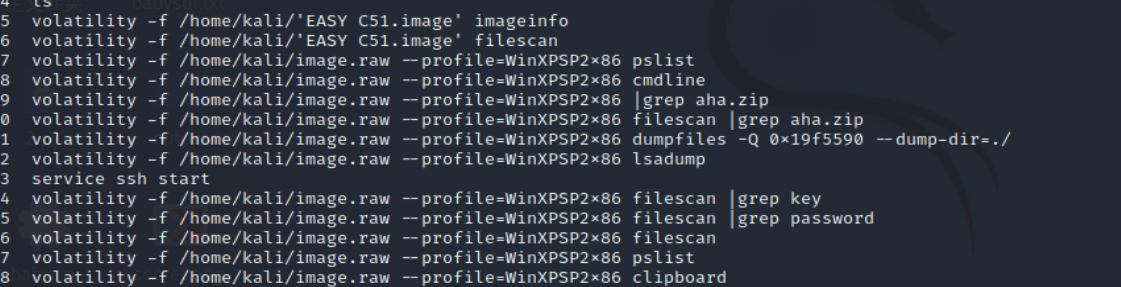 4 ls
5 volatility -f /home/kali/'EASY C51.image' imageinfo
6 volatility -f /home/kali/'EASY C51.image' filescan
7 volatility -f /home/kali/image.raw --profile=WinXPSP2×86 pslist
8 volatility -f /home/kali/image.raw --profile=WinXPSP2×86 cmdline
9 volatility -f /home/kali/image.raw --profile=WinXPSP2×86 |grep aha.zip
0 volatility -f /home/kali/image.raw --profile=WinXPSP2×86 filescan |grep aha.zip
1 volatility -f /home/kali/image.raw --profile=WinXPSP2×86 dumpfiles -Q 0×19f5590 --dump-dir=./
2 volatility -f /home/kali/image.raw --profile=WinXPSP2×86 lsadump
3 service ssh start
4 volatility -f /home/kali/image.raw --profile=WinXPSP2×86 filescan |grep key
5 volatility -f /home/kali/image.raw --profile=WinXPSP2×86 filescan |grep password
6 volatility -f /home/kali/image.raw --profile=WinXPSP2×86 filescan
7 volatility -f /home/kali/image.raw --profile=WinXPSP2×86 pslist
8 volatility -f /home/kali/image.raw --profile=WinXPSP2×86 clipboard